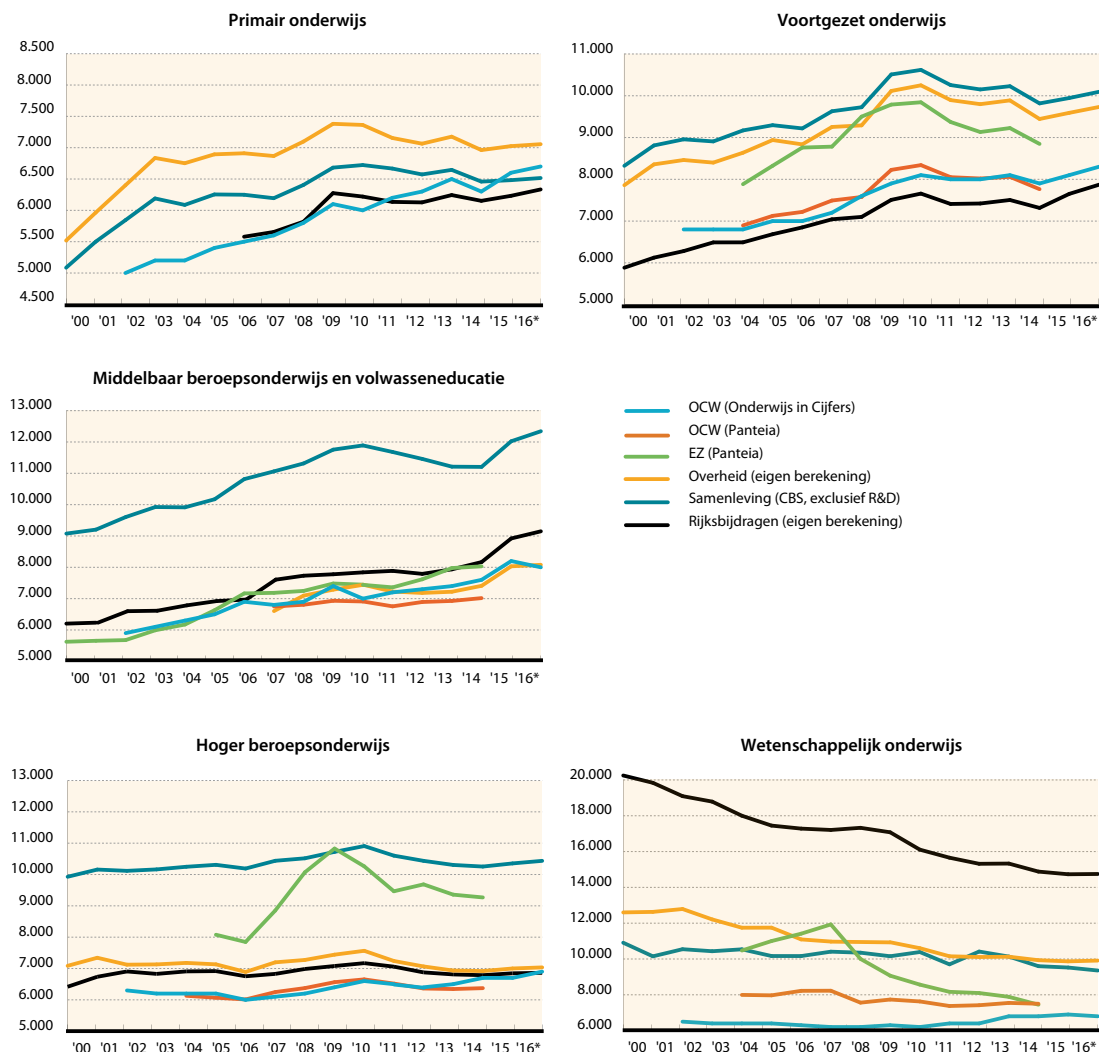 Primair onderwijs
8.500
8.000
7.500
7.000
6.500
6.000
5.500
5.000
4.500
'00 '01 '02 '03 '04 '05 '06 '07 '08 '09 '10 '11 '12 '13 '14 '15 '16*
Voortgezet onderwijs
11.000
10.000
9.000
8.000
7.000
6.000
5.000
'00 '01 '02 '03 '04 '05 '06 '07 '08 '09 '10 '11 '12 '13 '14 '15 '16*
Middelbaar beroepsonderwijs en volwasseneducatie
13.000
12.000
11.000
10.000
9.000
8.000
7.000
6.000
5.000
'00 '01 '02 '03 '04 '05 '06 '07 '08 '09 '10 '11 '12 '13 '14 '15 '16*
OCW (Onderwijs in Cijfers)
OCW (Panteia)
EZ (Panteia)
Overheid (eigen berekening)
Samenleving (CBS, exclusief R&D)
Rijksbijdragen (eigen berekening)
Hoger beroepsonderwijs
13.000
12.000
11.000
10.000
9.000
8.000
7.000
6.000
5.000
'00 '01 '02 '03 '04 '05 '06 '07 '08 '09 '10 '11 '12 '13 '14 '15 '16*
Wetenschappelijk onderwijs
20.000
18.000
16.000
14.000
12.000
10.000
8.000
6.000
'00 '01 '02 '03 '04 '05 '06 '07 '08 '09 '10 '11 '12 '13 '14 '15 '16*